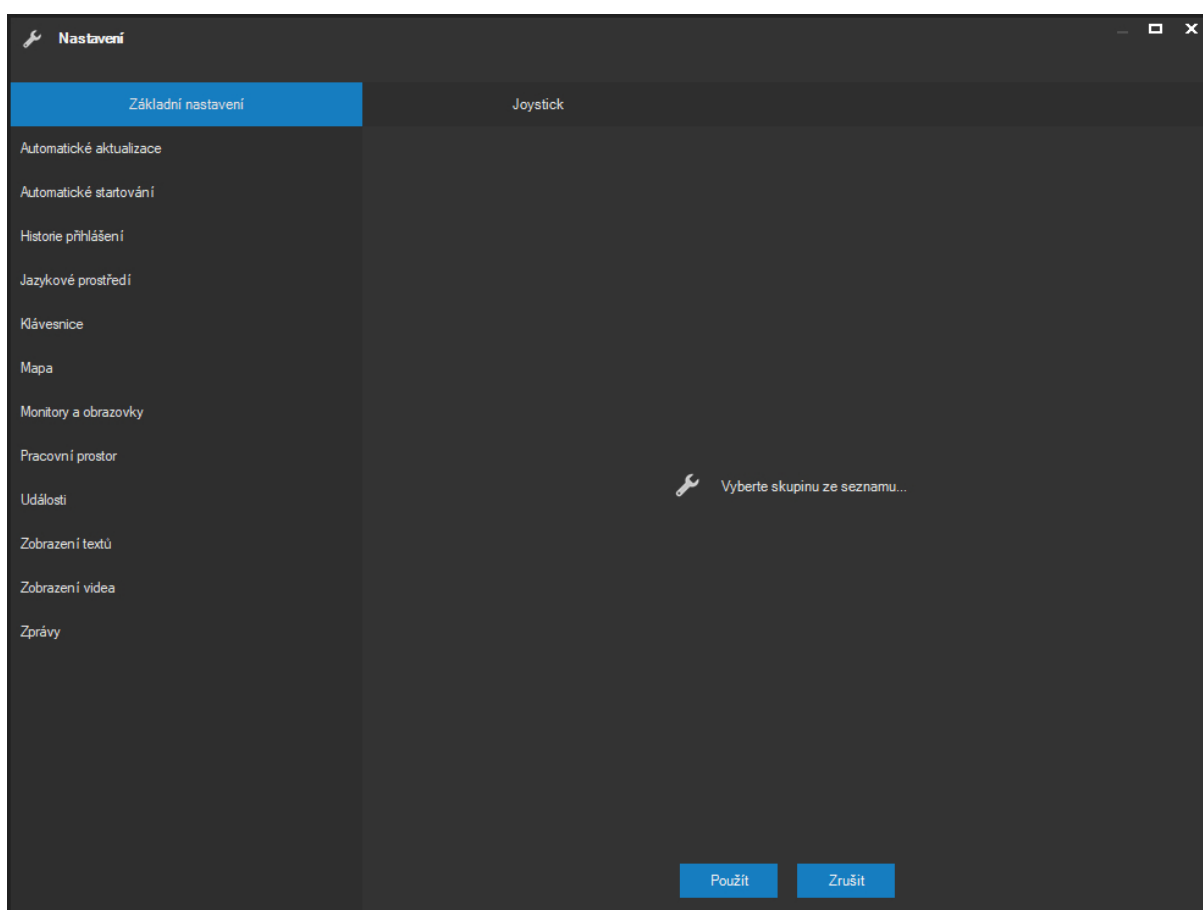 Nastavení
Základní nastavení
Joystick
Automatické aktualizace
Automatické startování
Historie přihlášení
Jazykové prostředí
Klávesnice
Mapa
Monitory a obrazovky
Pracovní prostor
Události
Zobrazení textů
Zobrazení videa
Zprávy
Vyberte skupinu ze seznamu...
Použít
Zrušit